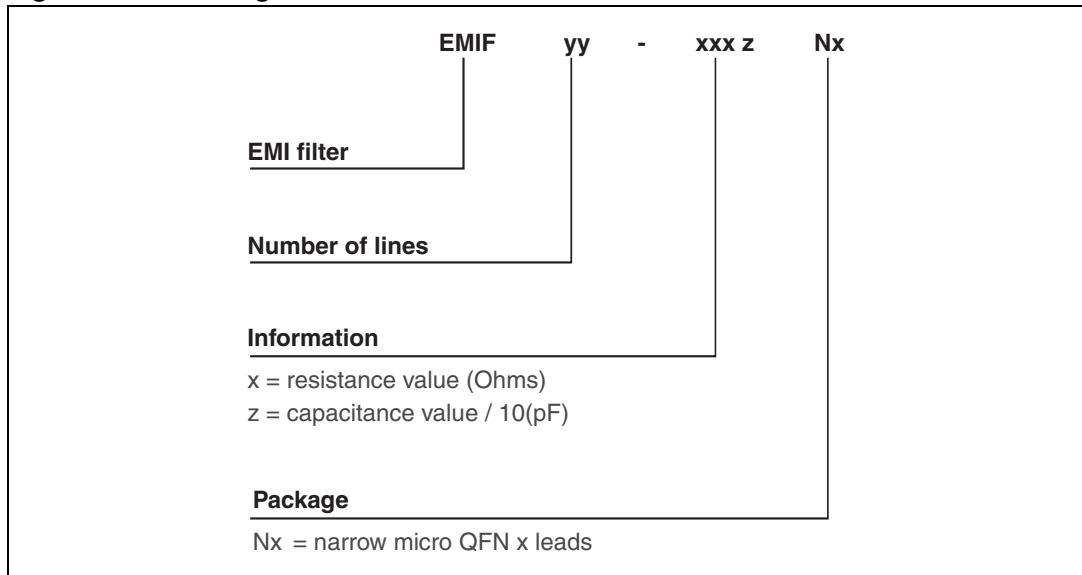 EMIF yy - xxx z Nx
EMI filter
Number of lines
Information
x = resistance value (Ohms)
z = capacitance value / 10(pF)
Package
Nx = narrow micro QFN x leads